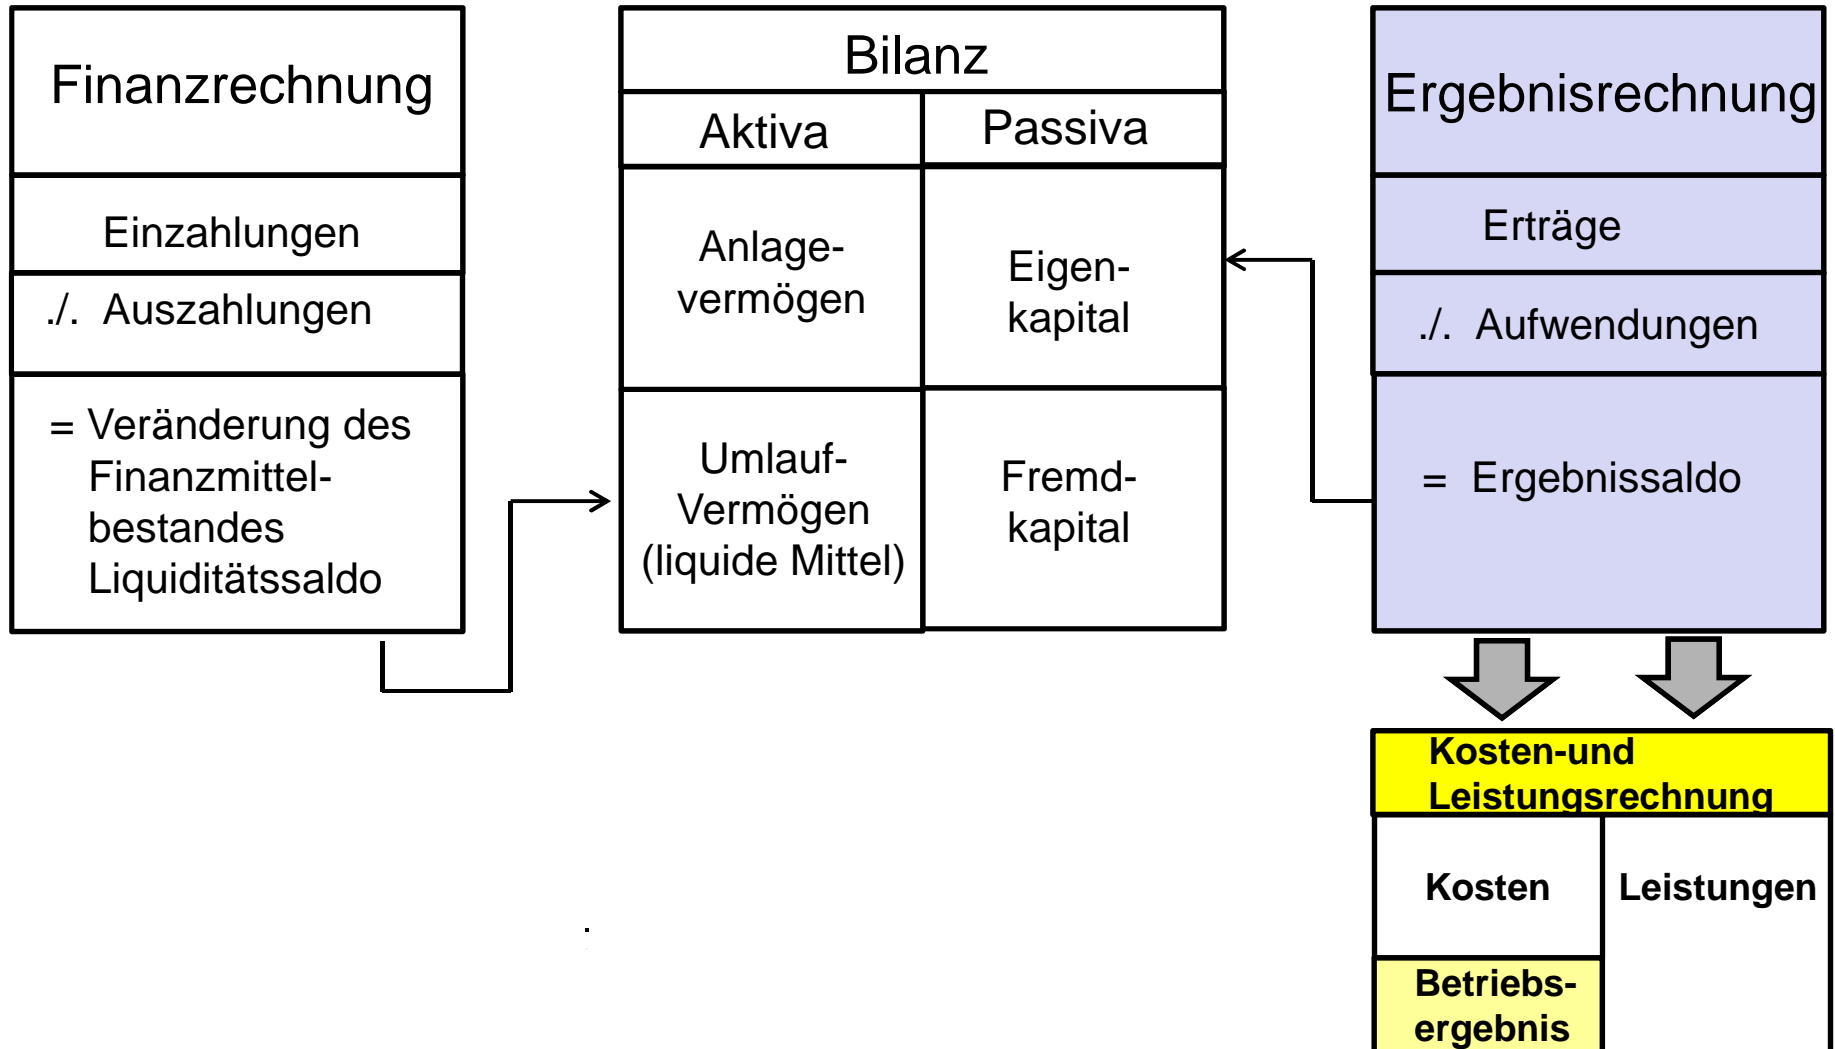 Finanzrechnung
Einzahlungen
./. Auszahlungen
= Veränderung des
Finanzmittel-
bestandes
Liquiditätssaldo
Bilanz
Aktiva
Passiva
Anlage-
vermögen
Eigen-
kapital
Umlauf-
Vermögen
(liquide Mittel)
Fremd-
kapital
Ergebnisrechnung
Erträge
./. Aufwendungen
= Ergebnissaldo
Kosten-und
Leistungsrechnung
Kosten
Leistungen
Betriebs-
ergebnis